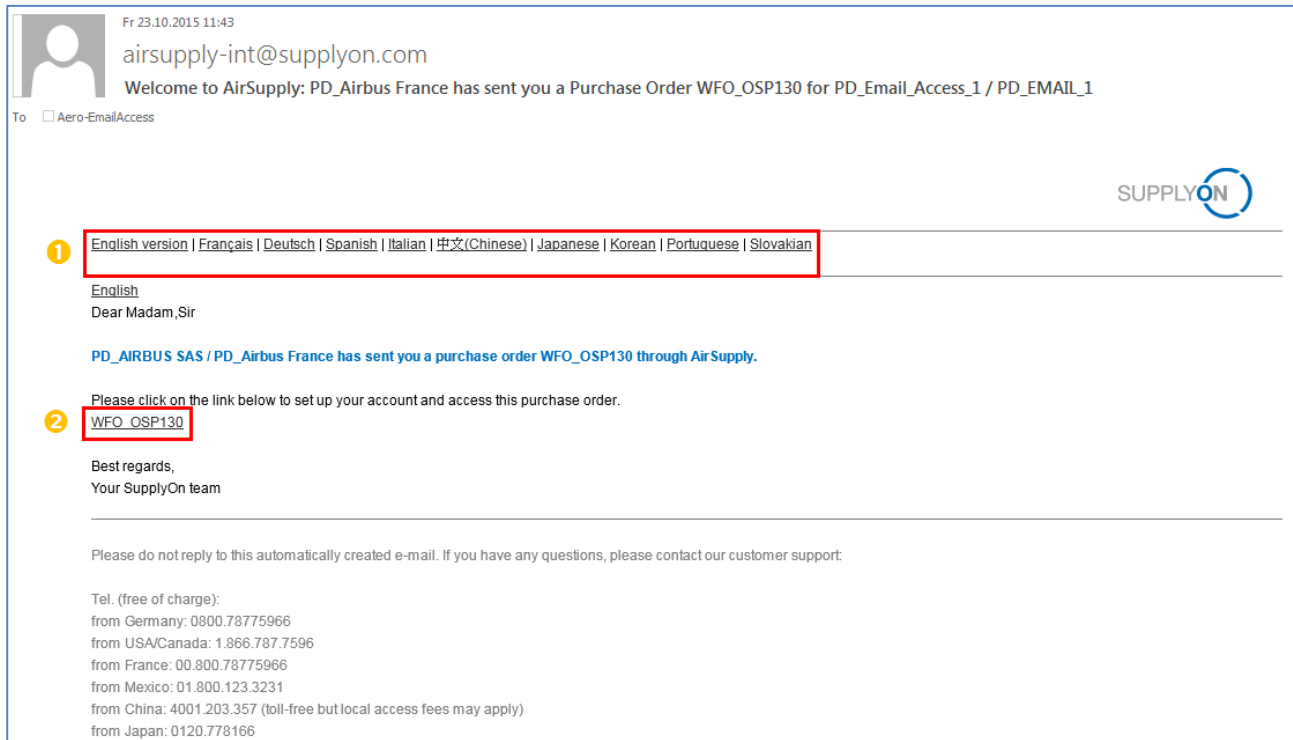 Fr 23.10.2015 11:43
airsupply-int@supplyon.com
Welcome to AirSupply: PD_Airbus France has sent you a Purchase Order WFO_OSP130 for PD_Email_Access_1 / PD_EMAIL_1
To Aero-EmailAccess
SUPPLYON
1 English version | Français | Deutsch | Spanish | Italian | 中文(Chinese) | Japanese | Korean | Portuguese | Slovakian
English
Dear Madam,Sir
PD_AIRBUS SAS / PD_Airbus France has sent you a purchase order WFO_OSP130 through AirSupply.
Please click on the link below to set up your account and access this purchase order.
2 WFO_OSP130
Best regards,
Your SupplyOn team
Please do not reply to this automatically created e-mail. If you have any questions, please contact our customer support:
Tel. (free of charge):
from Germany: 0800.78775966
from USA/Canada: 1.866.787.7596
from France: 00.800.78775966
from Mexico: 01.800.123.3231
from China: 4001.203.357 (toll-free but local access fees may apply)
from Japan: 0120.778166